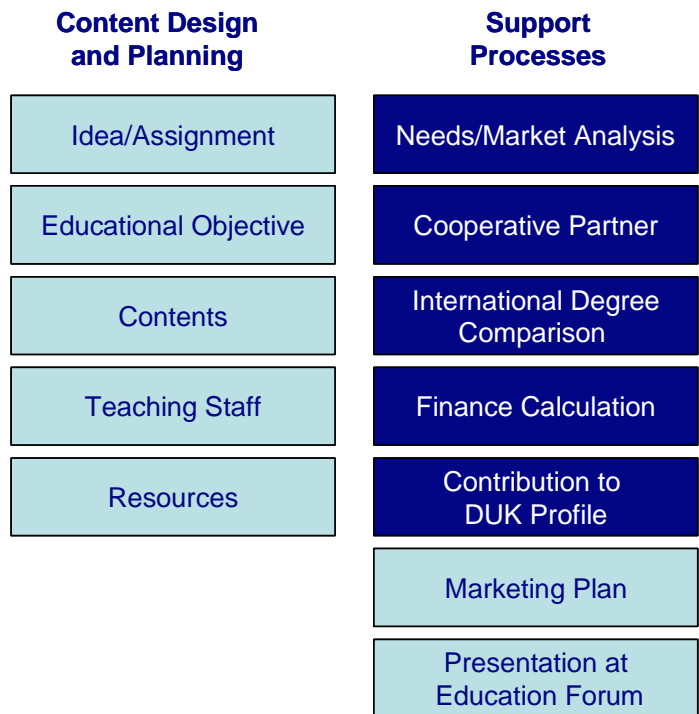 Content Design
and Planning
Idea/Assignment
Educational Objective
Contents
Teaching Staff
Resources
Support
Processes
Needs/Market Analysis
Cooperative Partner
International Degree
Comparison
Finance Calculation
Contribution to
DUK Profile
Marketing Plan
Presentation at
Education Forum